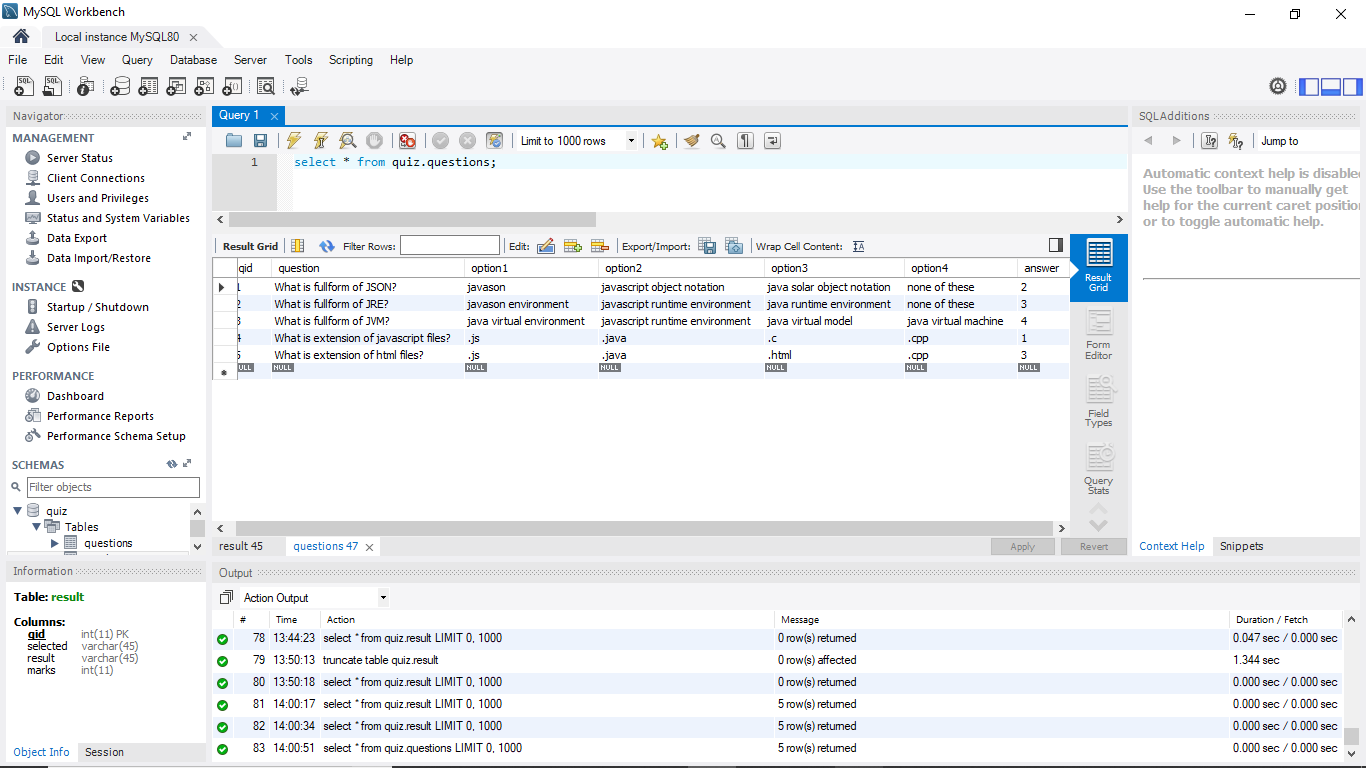 MySQL Workbench
Local instance MySQL80
File Edit View Query Database Server Tools Scripting Help
Navigator
MANAGEMENT
Server Status
Client Connections
Users and Privileges
Status and System Variables
Data Export
Data Import/Restore
INSTANCE
Startup / Shutdown
Server Logs
Options File
PERFORMANCE
Dashboard
Performance Reports
Performance Schema Setup
SCHEMAS
Filter objects
quiz
Tables
questions
Information
Table: result
Columns:
qid int(11) PK
selected varchar(45)
result varchar(45)
marks int(11)
Object Info Session
Query 1
Limit to 1000 rows
1 select * from quiz.questions;
Result Grid Filter Rows: Edit: Export/Import: Wrap Cell Content:
qid question option1 option2 option3 option4 answer
1 What is fullform of JSON? javason javascript object notation java solar object notation none of these 2
2 What is fullform of JRE? javason environment javascript runtime environment java runtime environment none of these 3
3 What is fullform of JVM? java virtual environment javascript runtime environment java virtual model java virtual machine 4
4 What is extension of javascript files? .js .java .c .cpp 1
5 What is extension of html files? .js .java .html .cpp 3
NULL NULL NULL NULL NULL NULL NULL
Result Grid
Form Editor
Field Types
Query Stats
result 45 questions 47 Apply Revert
SQLAdditions
Jump to
Automatic context help is disabled
Use the toolbar to manually get
help for the current caret position
or to toggle automatic help.
Context Help Snippets
Output
Action Output
# Time Action Message Duration / Fetch
78 13:44:23 select * from quiz.result LIMIT 0, 1000 0 row(s) returned 0.047 sec / 0.000 sec
79 13:50:13 truncate table quiz.result 0 row(s) affected 1.344 sec
80 13:50:18 select * from quiz.result LIMIT 0, 1000 0 row(s) returned 0.000 sec / 0.000 sec
81 14:00:17 select * from quiz.result LIMIT 0, 1000 5 row(s) returned 0.000 sec / 0.000 sec
82 14:00:34 select * from quiz.result LIMIT 0, 1000 5 row(s) returned 0.000 sec / 0.000 sec
83 14:00:51 select * from quiz.questions LIMIT 0, 1000 5 row(s) returned 0.000 sec / 0.000 sec